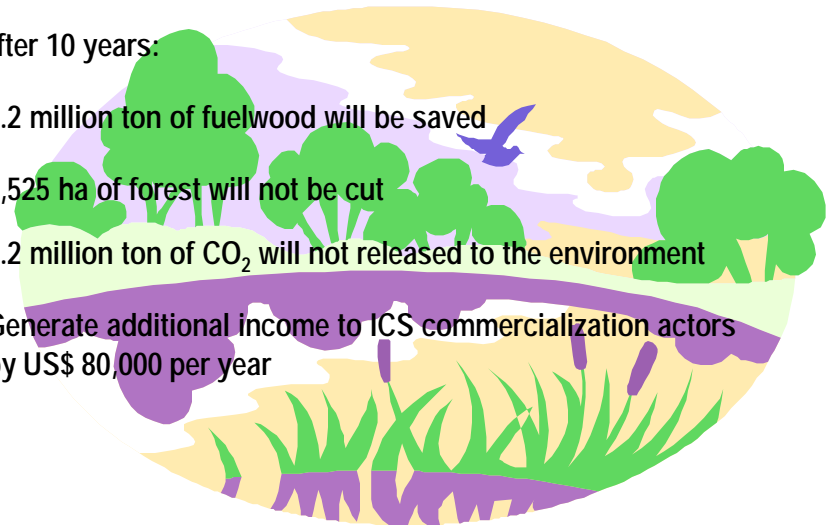 fter 10 years:
.2 million ton of fuelwood will be saved
,525 ha of forest will not be cut
.2 million ton of CO₂ will not released to the environment
Generate additional income to ICS commercialization actors
by US$ 80,000 per year